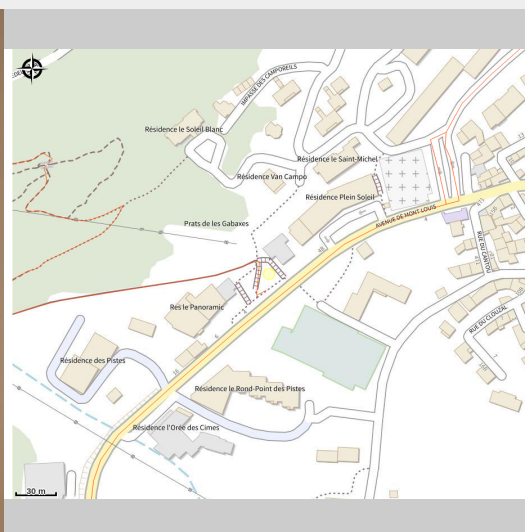 IMPASSE DES CAMPOREILS
Résidence le Soleil Blanc
Résidence le Saint-Michel
Résidence Van Campo
Résidence Plein Soleil
Prats de les Gabaxes
AVENUE DE MONT LOUIS
RUE DU CANTOU
Res le Panoramic
RUE DU CLOUZAL
Résidence des Pistes
Résidence le Rond-Point des Pistes
Résidence l'Orée des Cimes
30 m